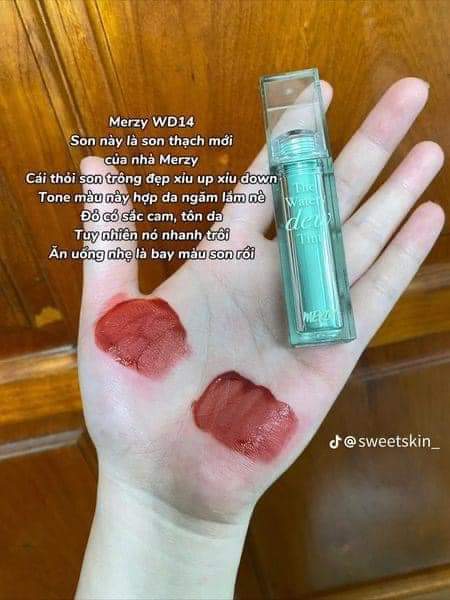 Merzy WD14
Son này là son thạch mới
của nhà Merzy
Cái thỏi son trông đẹp xỉu up xỉu down
Tone màu này hợp da ngăm lắm nè
Đỏ có sắc cam, tôn da
Tuy nhiên nó nhanh trôi
Ăn uống nhẹ là bay màu son rồi
The
Watery
dew
Tint
MERZY
@sweetskin_